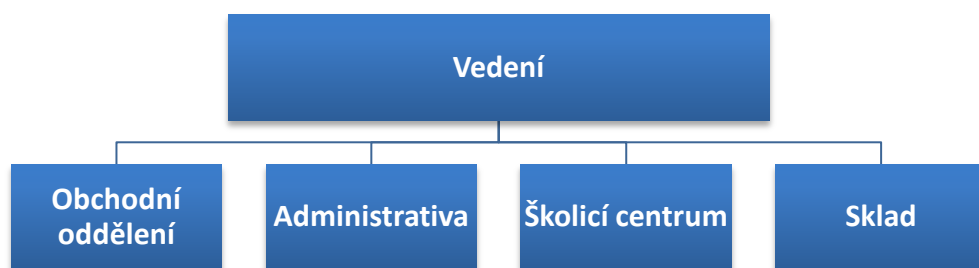 Vedení
Obchodní
oddělení
Administrativa
Školicí centrum
Sklad